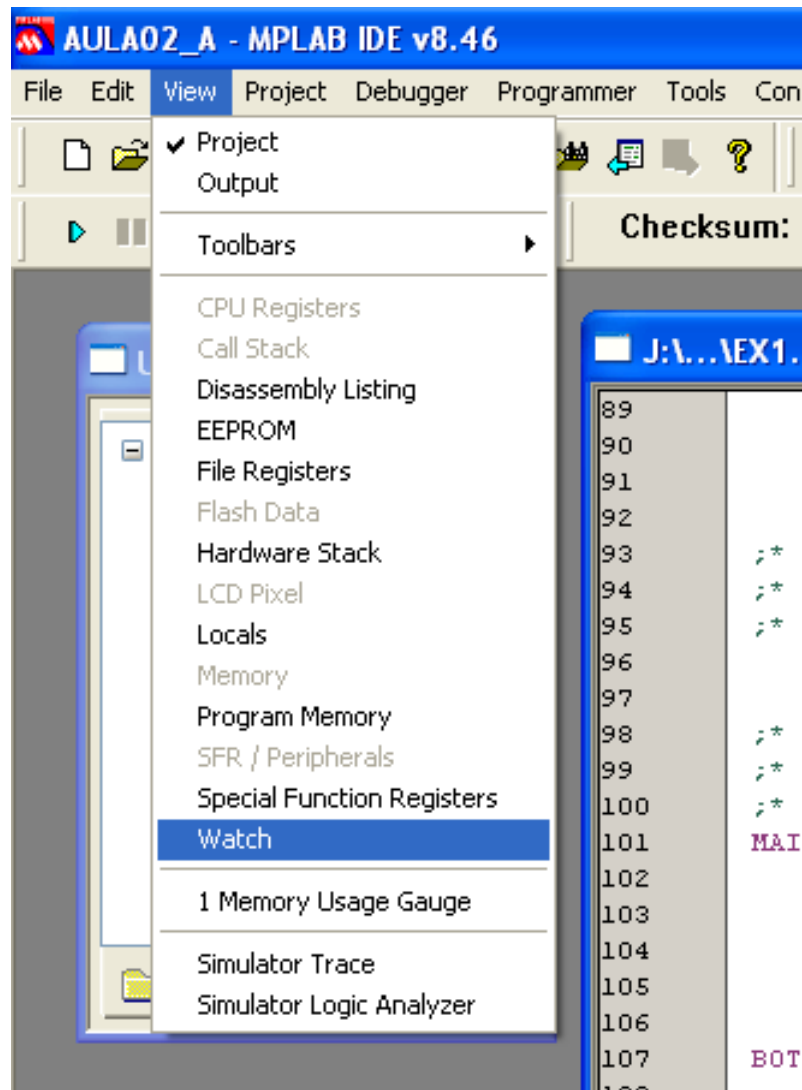 AULA02_A - MPLAB IDE v8.46
File Edit View Project Debugger Programmer Tools Con
Project
Output
Checksum:
Toolbars
CPU Registers
Call Stack
Disassembly Listing
EEPROM
File Registers
Flash Data
Hardware Stack
LCD Pixel
Locals
Memory
Program Memory
SFR / Peripherals
Special Function Registers
Watch
1 Memory Usage Gauge
Simulator Trace
Simulator Logic Analyzer
J:\...\EX1.
89
90
91
92
93 ;*
94 ;*
95 ;*
96
97
98 ;*
99 ;*
100 ;*
101 MAI
102
103
104
105
106
107 BOT